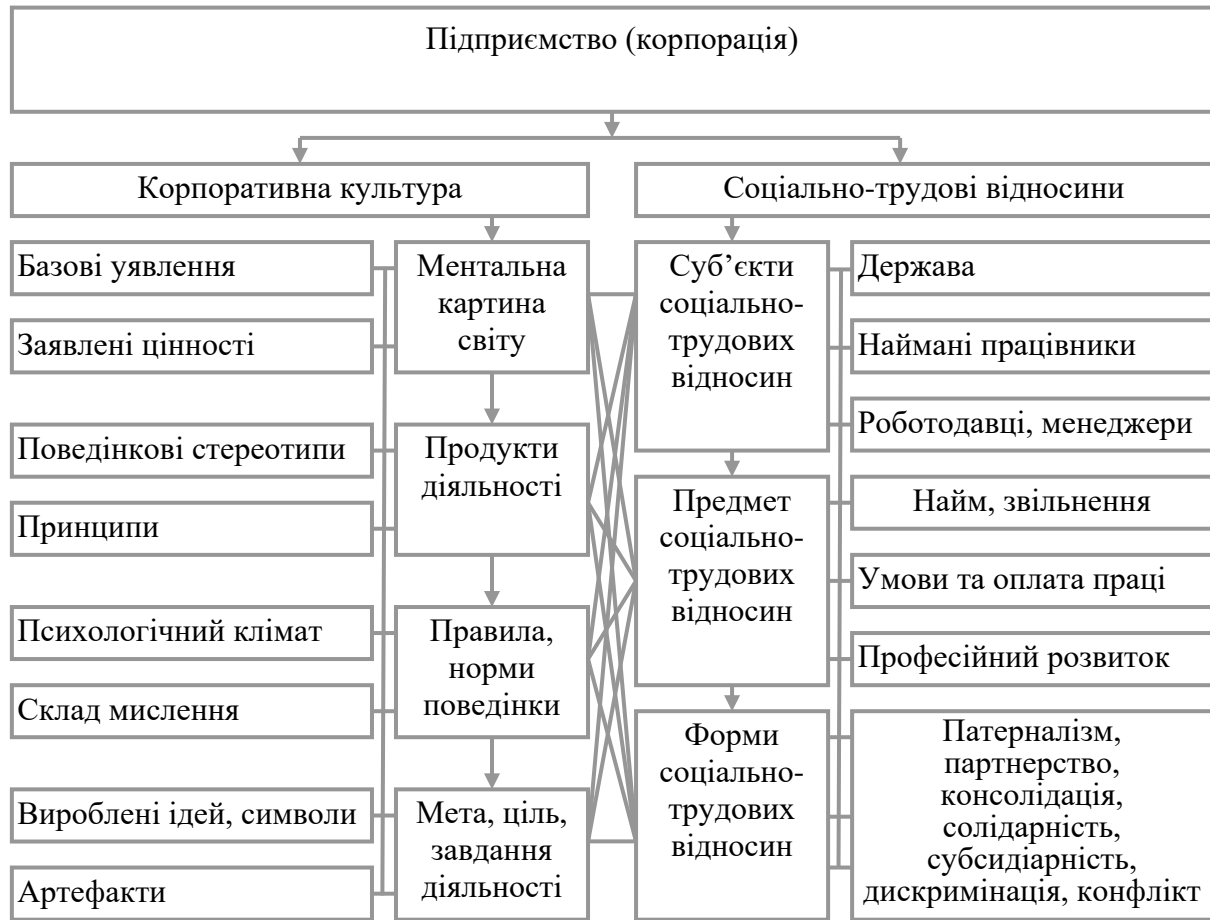 Підприємство (корпорація)
Корпоративна культура
Соціально-трудові відносини
Базові уявлення
Заявлені цінності
Поведінкові стереотипи
Принципи
Психологічний клімат
Склад мислення
Вироблені ідей, символи
Артефакти
Ментальна
картина
світу
Продукти
діяльності
Правила,
норми
поведінки
Мета, ціль,
завдання
діяльності
Суб’єкти
соціально-
трудових
відносин
Предмет
соціально-
трудових
відносин
Форми
соціально-
трудових
відносин
Держава
Наймані працівники
Роботодавці, менеджери
Найм, звільнення
Умови та оплата праці
Професійний розвиток
Патерналізм,
партнерство,
консолідація,
солідарність,
субсидіарність,
дискримінація, конфлікт